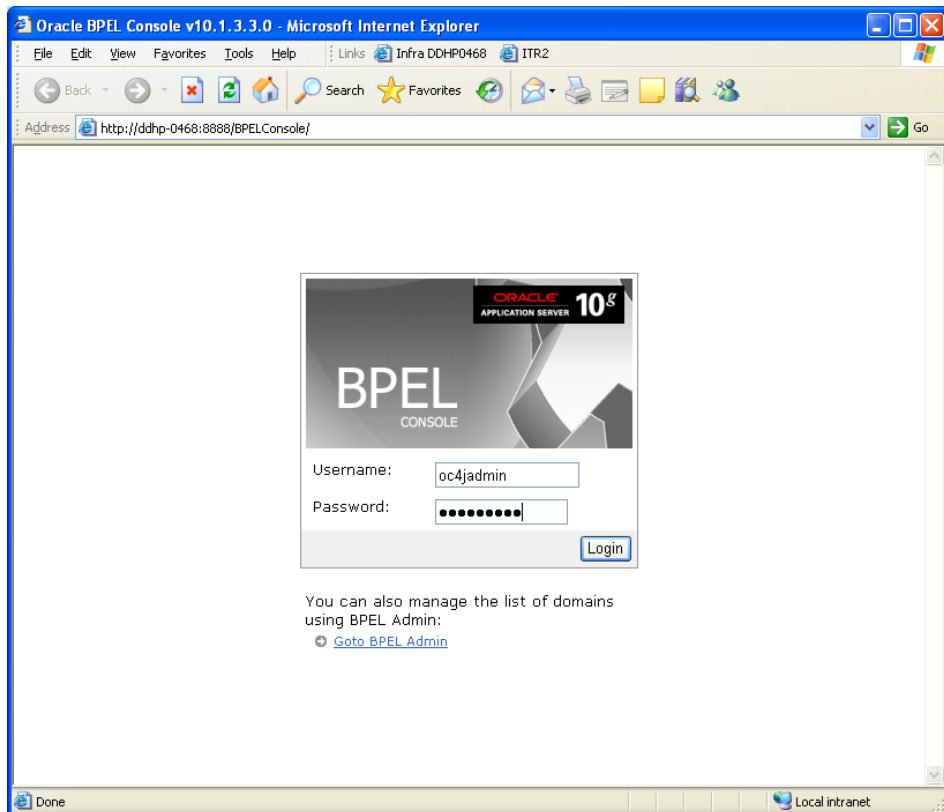 Oracle BPEL Console v10.1.3.3.0 - Microsoft Internet Explorer
File Edit View Favorites Tools Help Links Infra DDHP0468 ITR2
Back Search Favorites
Address http://ddhp-0468:8888/BPELConsole/ Go
ORACLE
APPLICATION SERVER 10g
BPEL
CONSOLE
Username: oc4jadmin
Password: •••••••••
Login
You can also manage the list of domains
using BPEL Admin:
Goto BPEL Admin
Done Local intranet